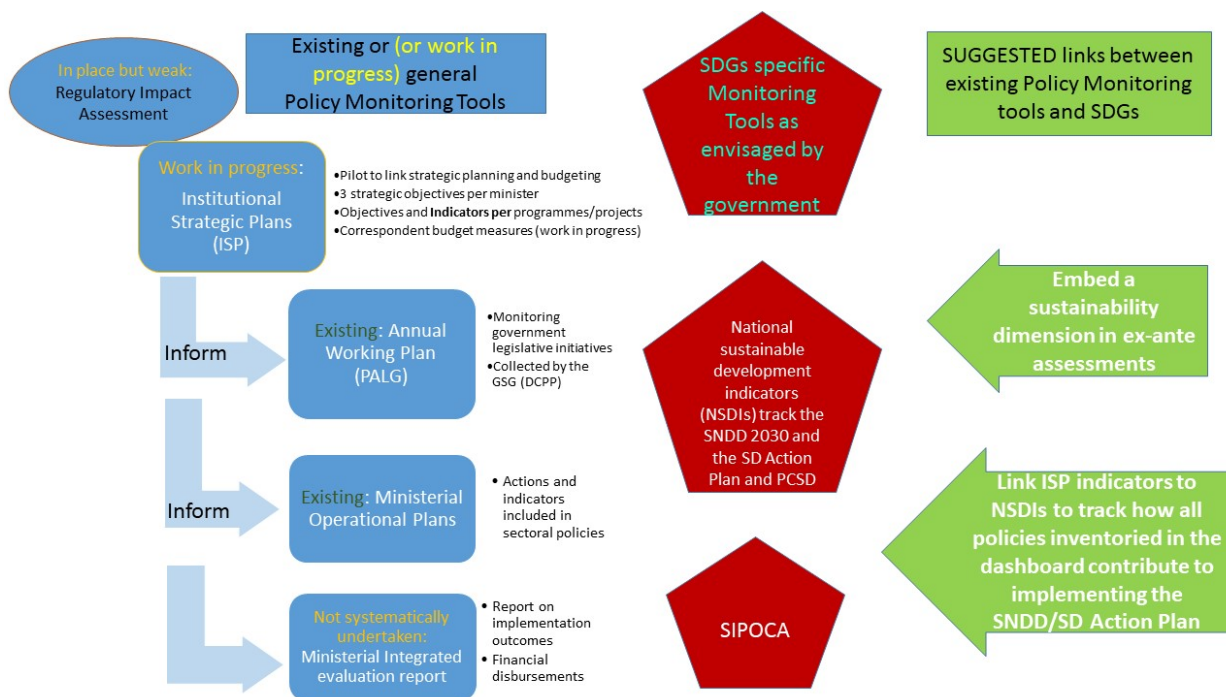 In place but weak:
Regulatory Impact
Assessment
Existing or (or work in
progress) general
Policy Monitoring Tools
SDGs specific
Monitoring
Tools as
envisaged by
the
government
SUGGESTED links between
existing Policy Monitoring
tools and SDGs
Work in progress:
Institutional
Strategic Plans
(ISP)
•Pilot to link strategic planning and budgeting
•3 strategic objectives per minister
•Objectives and Indicators per programmes/projects
•Correspondent budget measures (work in progress)
Inform
Existing: Annual
Working Plan
(PALG)
•Monitoring
government
legislative initiatives
•Collected by the
GSG (DCPP)
National
sustainable
development
indicators
(NSDIs) track the
SNDD 2030 and
the SD Action
Plan and PCSD
Embed a
sustainability
dimension in ex-ante
assessments
Inform
Existing: Ministerial
Operational Plans
• Actions and
indicators
included in
sectoral policies
Link ISP indicators to
NSDIs to track how all
policies inventoried in the
dashboard contribute to
implementing the
SNDD/SD Action Plan
Not systematically
undertaken:
Ministerial Integrated
evaluation report
• Report on
implementation
outcomes
• Financial
disbursements
SIPOCA